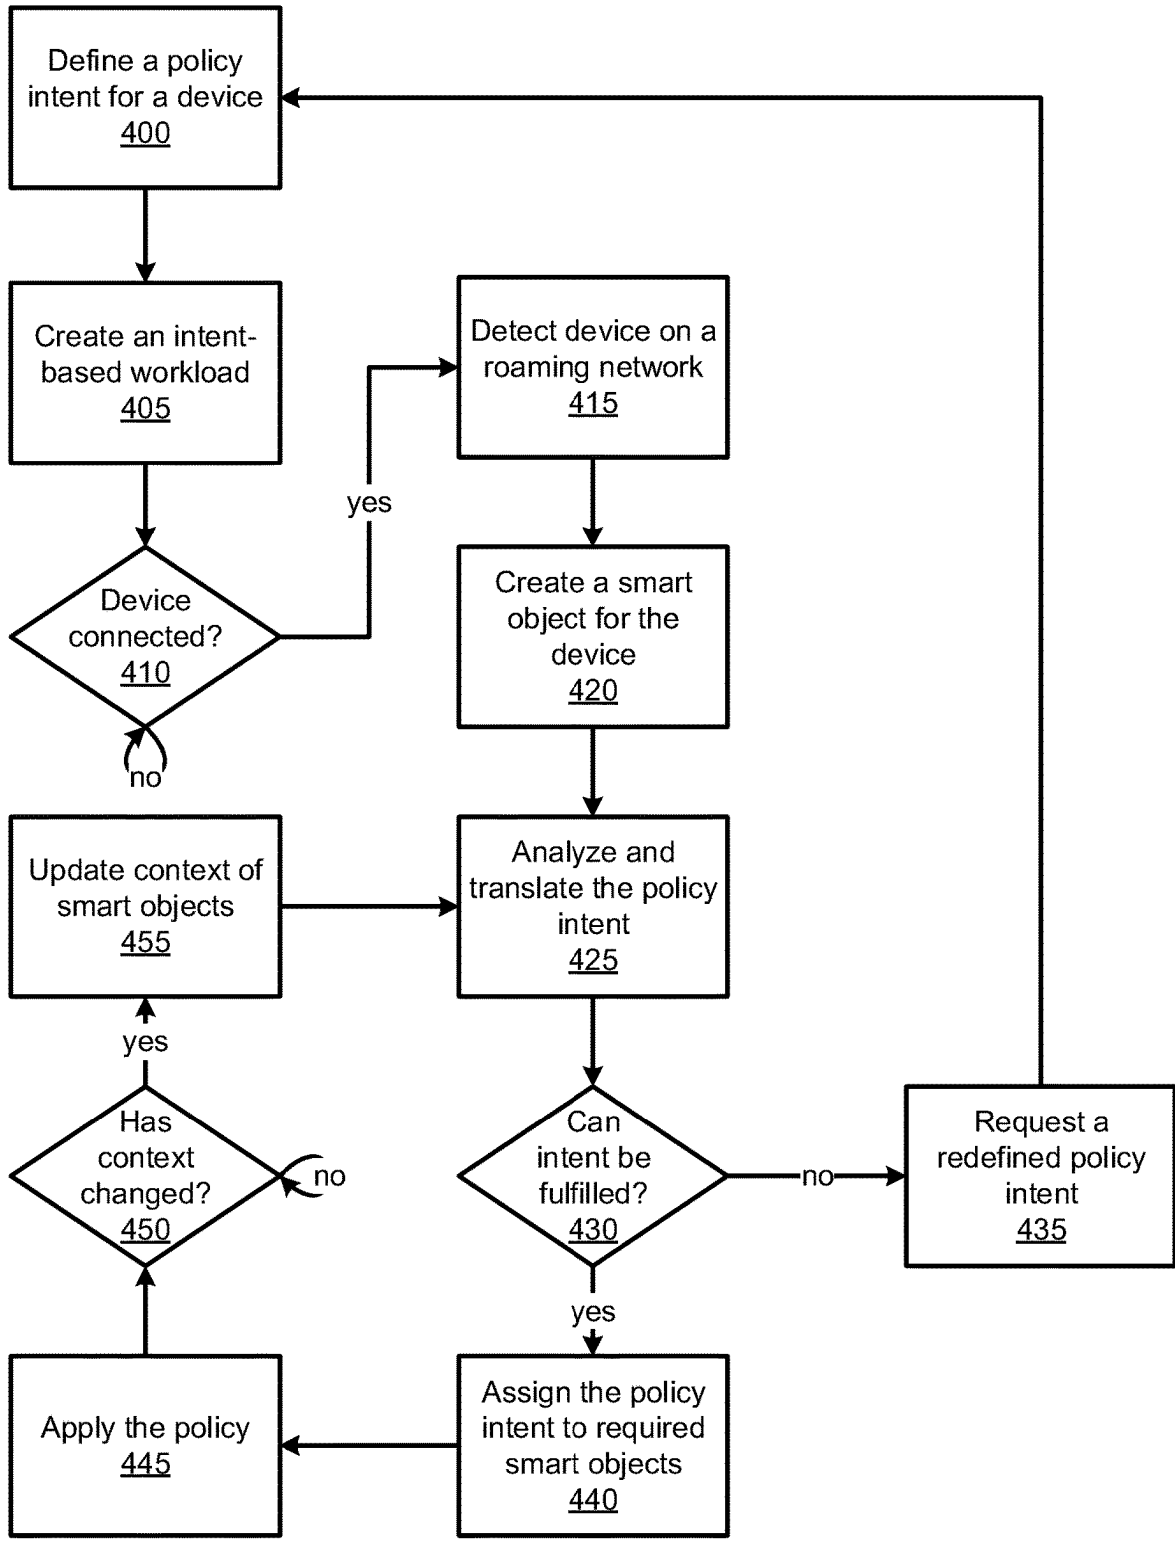 Define a policy
intent for a device
400
Create an intent-
based workload
405
Device
connected?
410
no
yes
Detect device on a
roaming network
415
Create a smart
object for the
device
420
Analyze and
translate the policy
intent
425
Can
intent be
fulfilled?
430
no
Request a
redefined policy
intent
435
yes
Assign the policy
intent to required
smart objects
440
Apply the policy
445
Has
context
changed?
450
no
yes
Update context of
smart objects
455